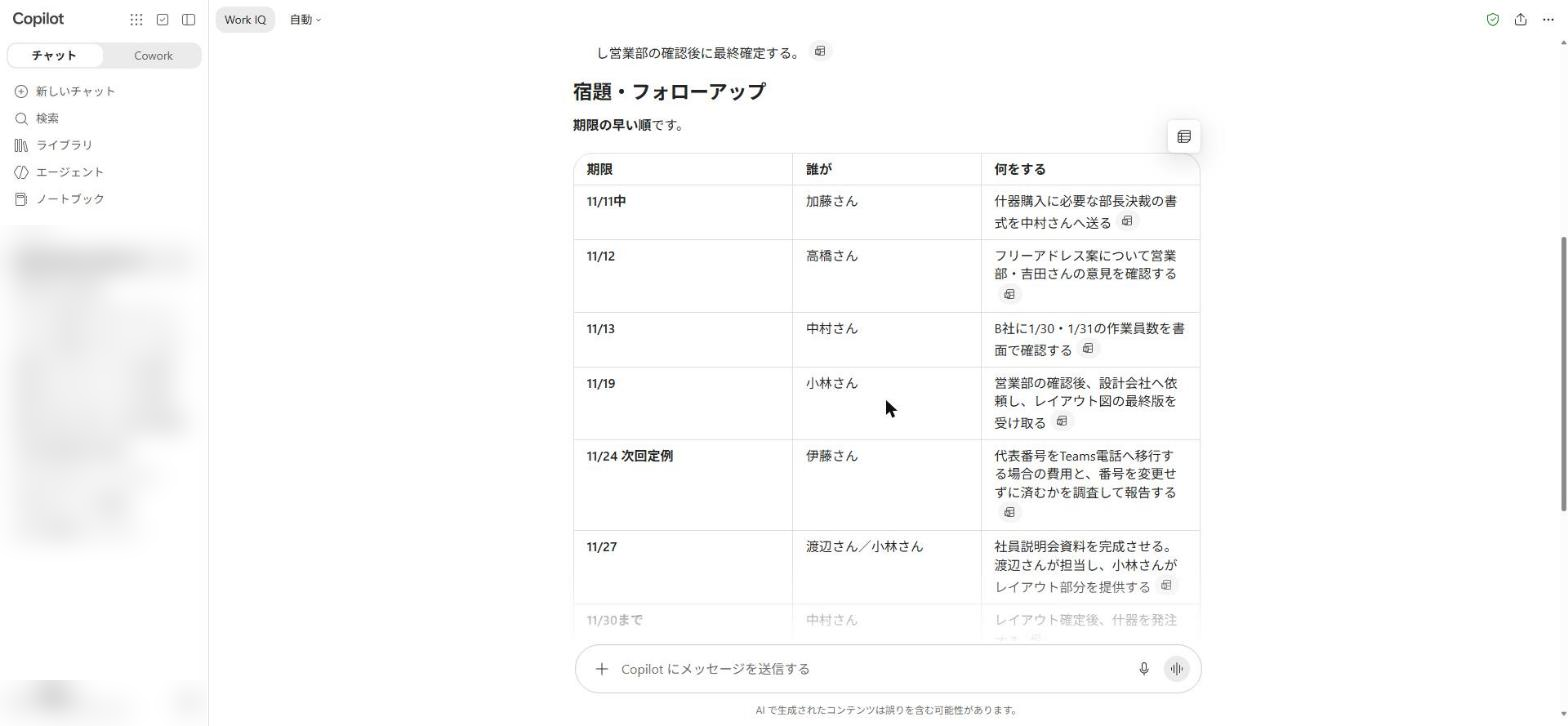 Copilot
チャット
Cowork
新しいチャット
検索
ライブラリ
エージェント
ノートブック
Work IQ
自動
し営業部の確認後に最終確定する。
宿題・フォローアップ
期限の早い順です。
期限
誰が
何をする
11/11中
加藤さん
什器購入に必要な部長決裁の書
式を中村さんへ送る
11/12
高橋さん
フリーアドレス案について営業
部・吉田さんの意見を確認する
11/13
中村さん
B社に1/30・1/31の作業員数を書
面で確認する
11/19
小林さん
営業部の確認後、設計会社へ依
頼し、レイアウト図の最終版を
受け取る
11/24 次回定例
伊藤さん
代表番号をTeams電話へ移行す
る場合の費用と、番号を変更せ
ずに済むかを調査して報告する
11/27
渡辺さん／小林さん
社員説明会資料を完成させる。
渡辺さんが担当し、小林さんが
レイアウト部分を提供する
11/30まで
中村さん
レイアウト確定後、什器を発注
する
Copilot にメッセージを送信する
AI で生成されたコンテンツは誤りを含む可能性があります。